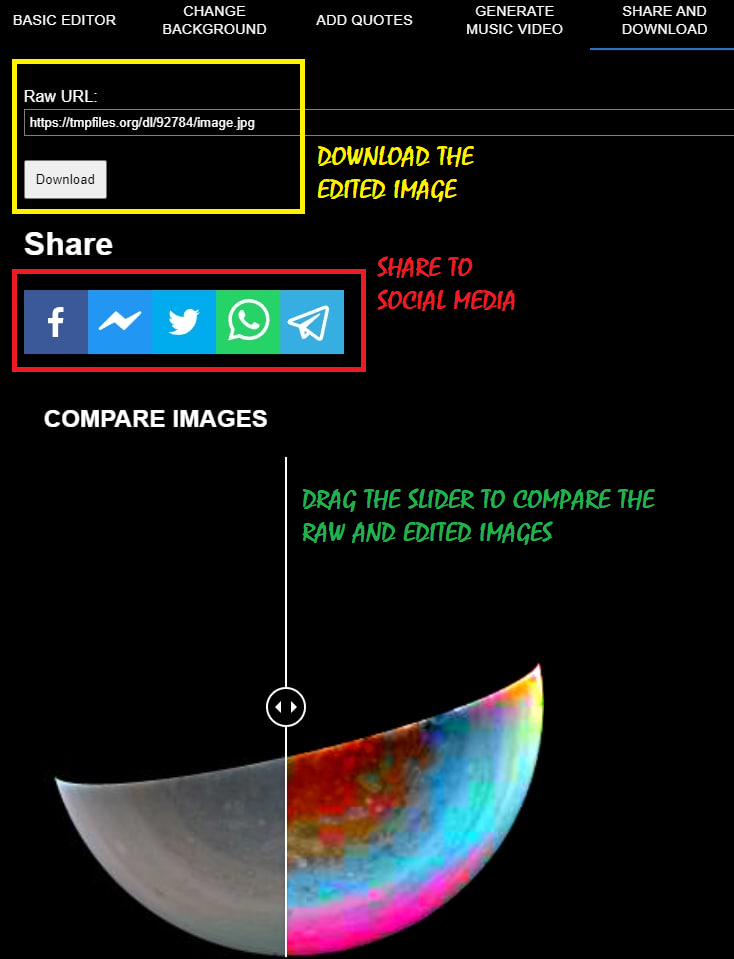 BASIC EDITOR
CHANGE
BACKGROUND
ADD QUOTES
GENERATE
MUSIC VIDEO
SHARE AND
DOWNLOAD
Raw URL:
https://tmpfiles.org/dl/92784/image.jpg
Download
DOWNLOAD THE
EDITED IMAGE
Share
SHARE TO
SOCIAL MEDIA
COMPARE IMAGES
DRAG THE SLIDER TO COMPARE THE
RAW AND EDITED IMAGES